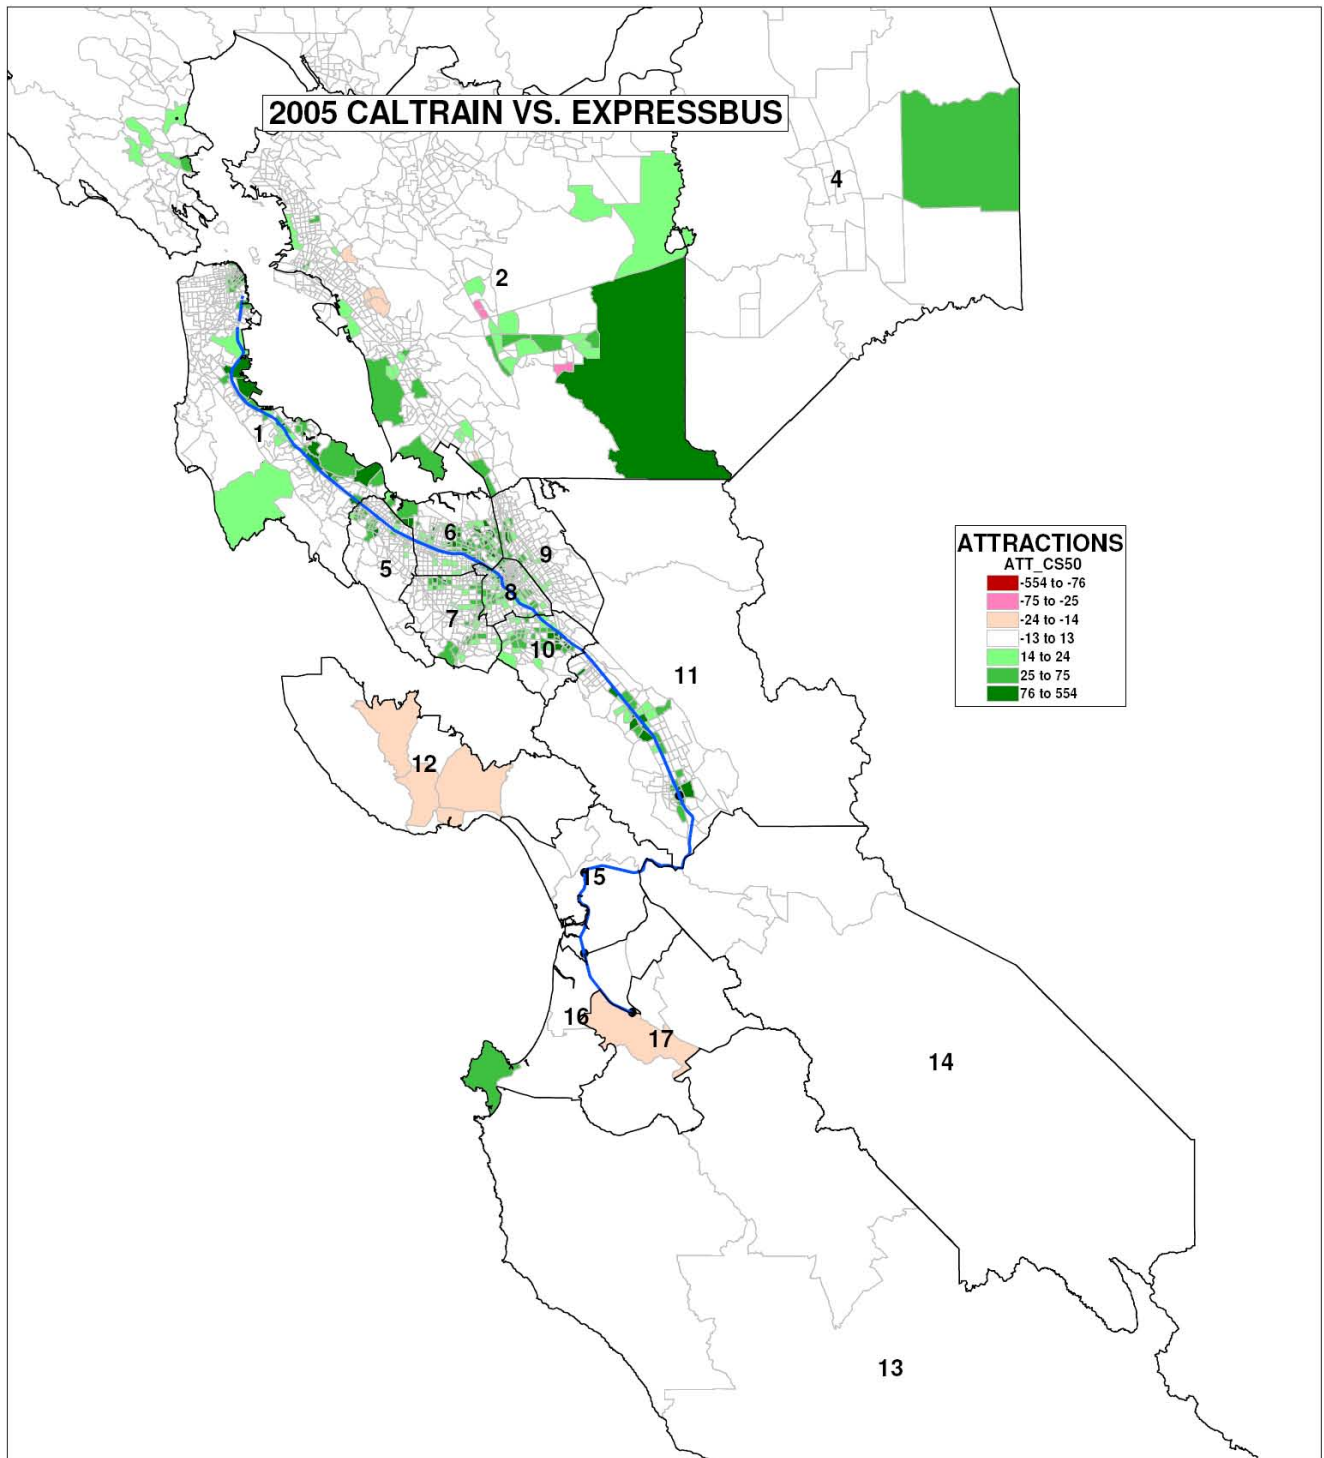 2005 CALTRAIN VS. EXPRESSBUS
4
2
1
6
9
5
8
7
10
11
12
15
16
17
14
13
ATTRACTIONS
ATT_CS50
-554 to -76
-75 to -25
-24 to -14
-13 to 13
14 to 24
25 to 75
76 to 554